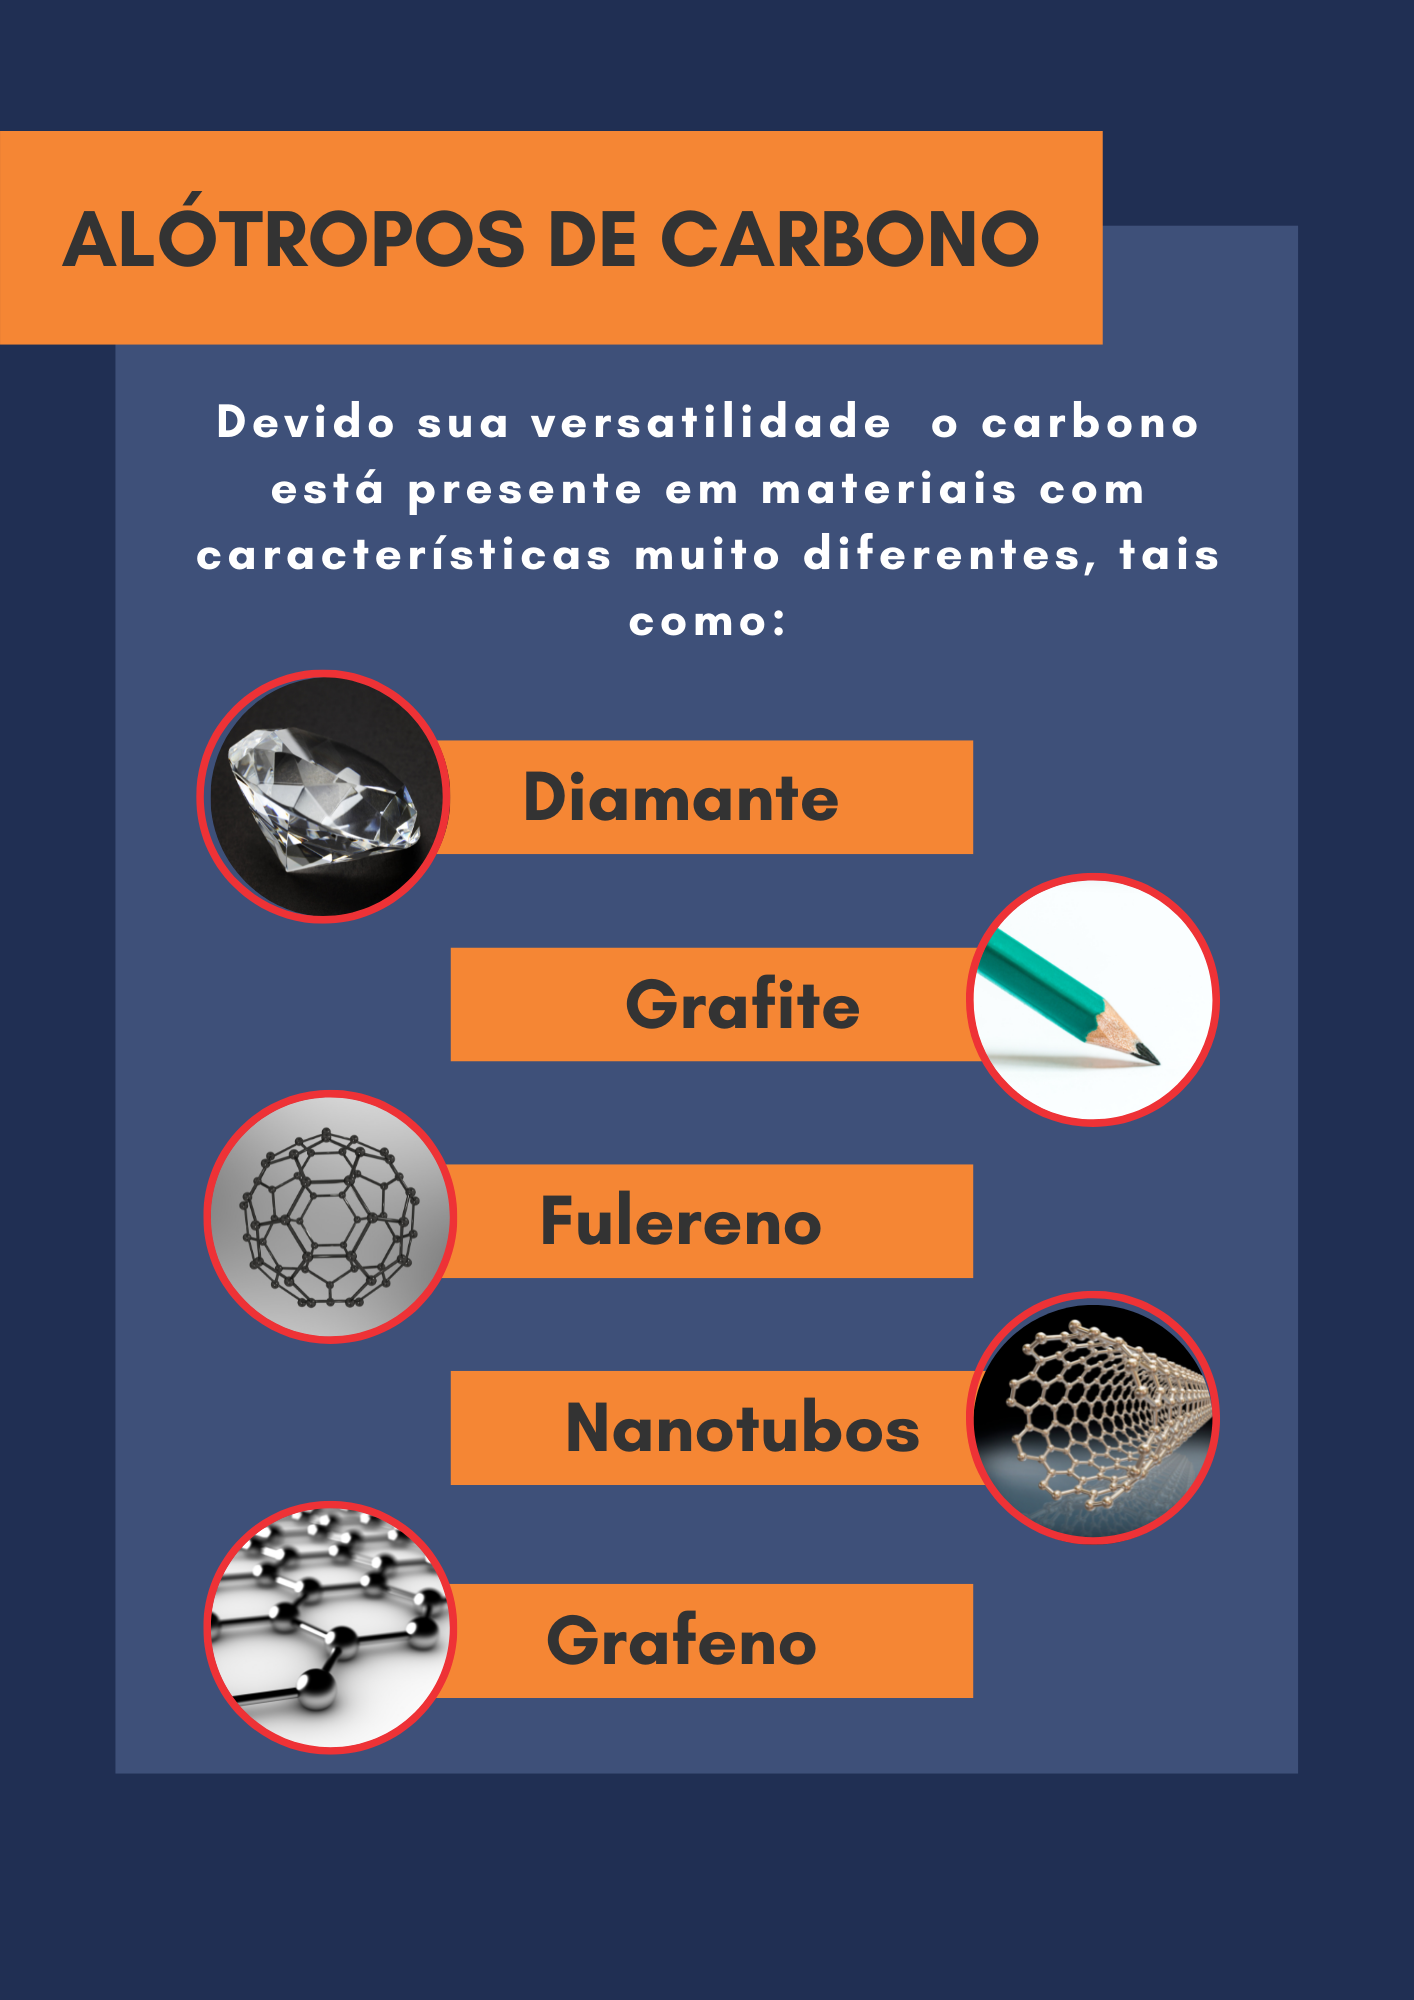 ALÓTROPOS DE CARBONO
Devido sua versatilidade o carbono
está presente em materiais com
características muito diferentes, tais
como:
Diamante
Grafite
Fulereno
Nanotubos
Grafeno